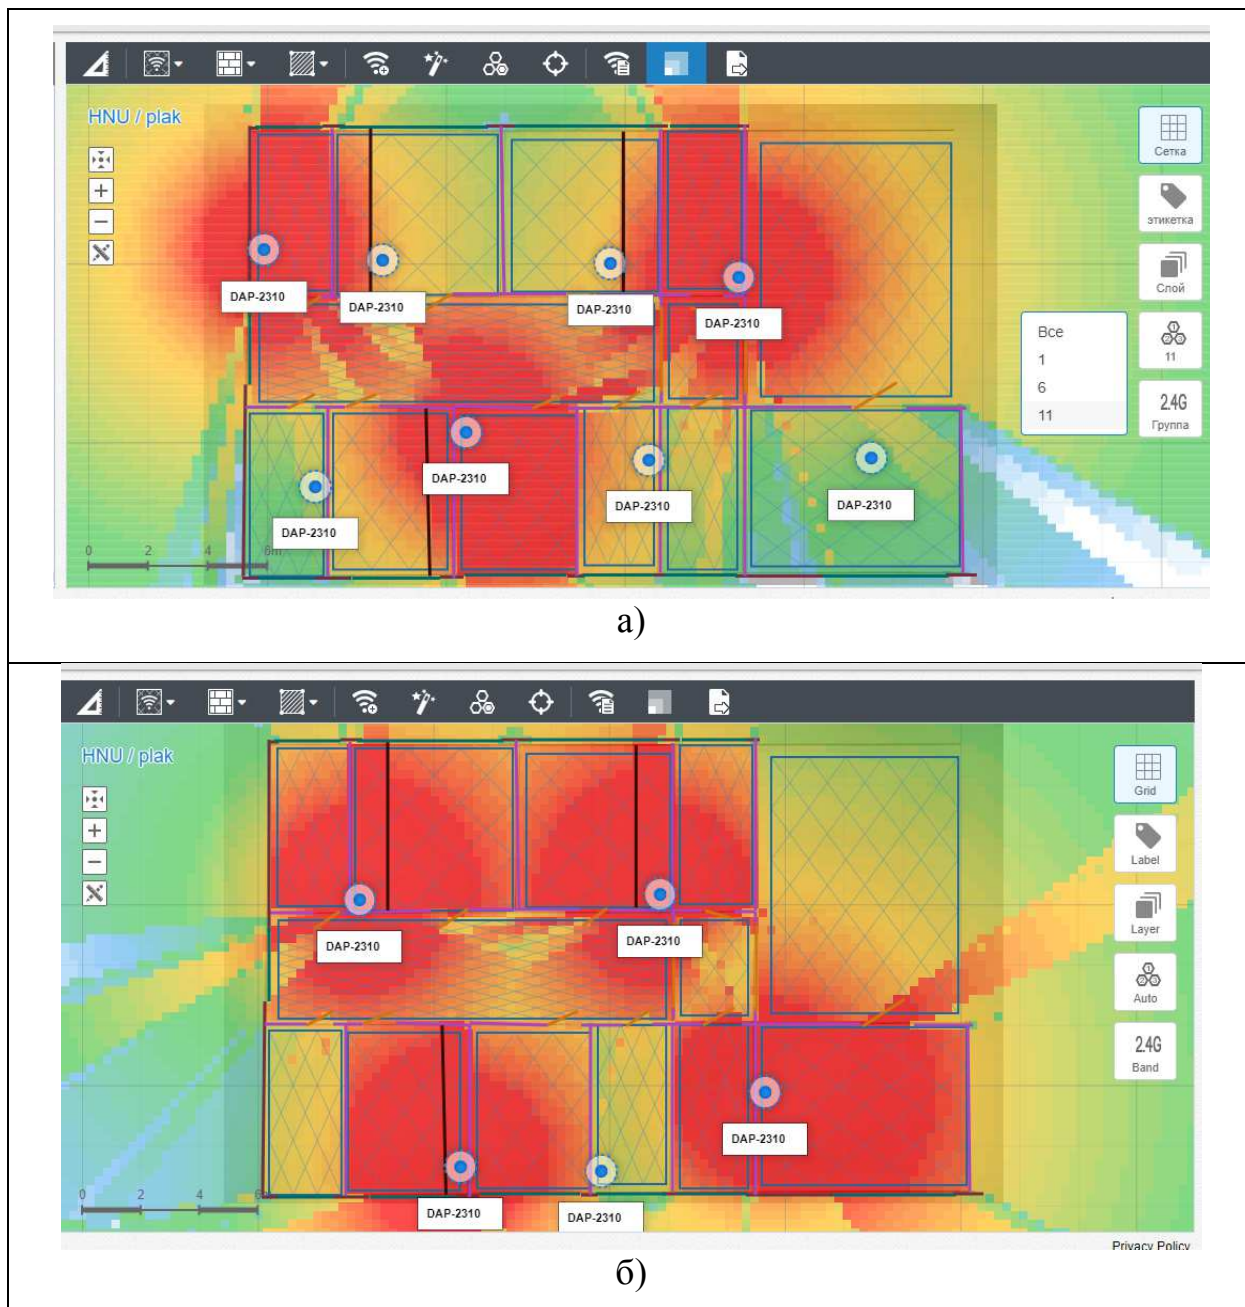 HNU / plak
Сетка
этикетка
Слой
11
2.4G
Группа
Все
1
6
11
DAP-2310
DAP-2310
DAP-2310
DAP-2310
DAP-2310
DAP-2310
DAP-2310
DAP-2310
0 2 4 6m
а)
HNU / plak
Grid
Label
Layer
Auto
2.4G
Band
DAP-2310
DAP-2310
DAP-2310
DAP-2310
DAP-2310
0 2 4
Privacy Policy
б)